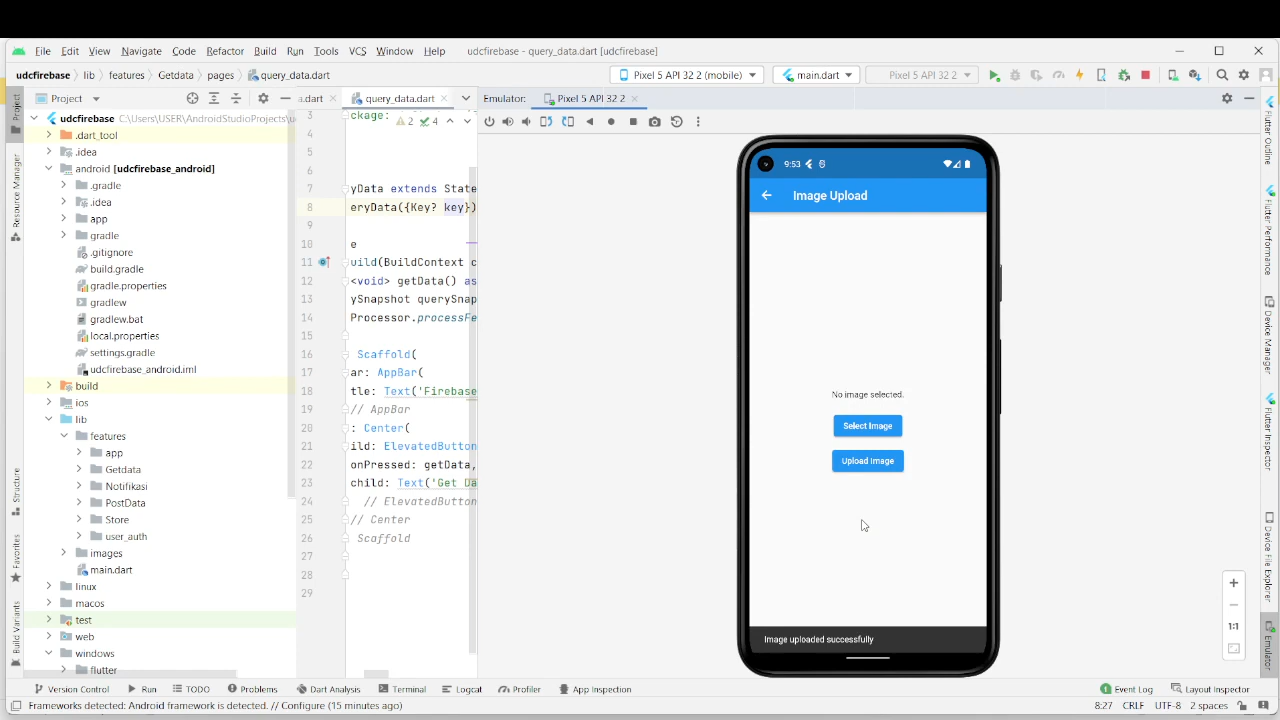 File Edit View Navigate Code Refactor Build Run Tools VCS Window Help udcfirebase - query_data.dart [udcfirebase]
udcfirebase lib features Getdata pages query_data.dart Pixel 5 API 32 2 (mobile) main.dart Pixel 5 API 32 2
Project a.dart query_data.dart Emulator: Pixel 5 API 32 2
udcfirebase C:\Users\USER\AndroidStudioProjects\u
.dart_tool
.idea
android [udcfirebase_android]
.gradle
.idea
app
gradle
.gitignore
build.gradle
gradle.properties
gradlew
gradlew.bat
local.properties
settings.gradle
udcfirebase_android.iml
build
ios
lib
features
app
Getdata
Notifikasi
PostData
Store
user_auth
images
main.dart
linux
macos
test
web
windows
flutter
Project
Resource Manager
Structure
Favorites
Build Variants
2 4
3 ckage:
4
5
6
7 yData extends State
8 eryData({Key? key})
9
10 e
11 uild(BuildContext c
12 <void> getData() as
13 ySnapshot querySnap
14 Processor.processFe
15
16 Scaffold(
17 ar: AppBar(
18 tle: Text('Firebase
19 // AppBar
20 : Center(
21 ild: ElevatedButton
22 onPressed: getData,
23 child: Text('Get Da
24 // ElevatedButton
25 // Center
26 Scaffold
27
28
29
9:53
Image Upload
No image selected.
Select Image
Upload Image
Image uploaded successfully
1:1
Flutter Outline
Flutter Performance
Device Manager
Flutter Inspector
Device File Explorer
Emulator
Version Control Run TODO Problems Dart Analysis Terminal Logcat Profiler App Inspection Event Log Layout Inspector
Frameworks detected: Android framework is detected. // Configure (15 minutes ago) 8:27 CRLF UTF-8 2 spaces